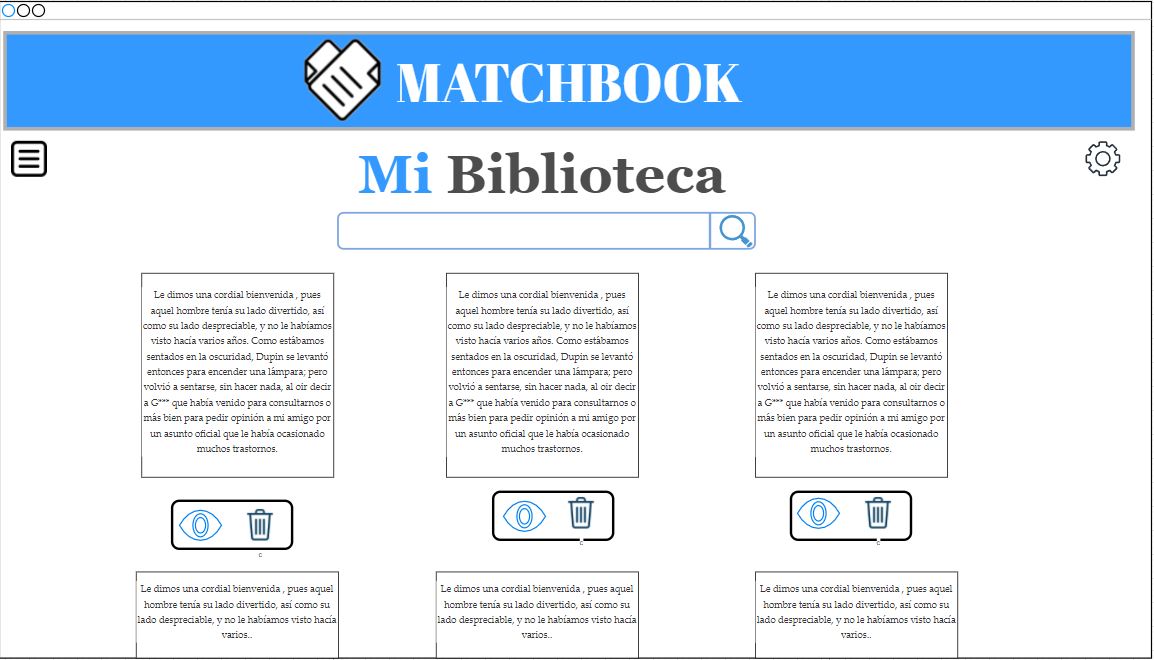 MATCHBOOK
Mi Biblioteca
Le dimos una cordial bienvenida , pues
aquel hombre tenía su lado divertido, así
como su lado despreciable, y no le habíamos
visto hacía varios años. Como estábamos
sentados en la oscuridad, Dupin se levantó
entonces para encender una lámpara; pero
volvió a sentarse, sin hacer nada, al oir decir
a G*** que había venido para consultarnos o
más bien para pedir opinión a mi amigo por
un asunto oficial que le había ocasionado
muchos trastornos.
Le dimos una cordial bienvenida , pues
aquel hombre tenía su lado divertido, así
como su lado despreciable, y no le habíamos
visto hacía varios años. Como estábamos
sentados en la oscuridad, Dupin se levantó
entonces para encender una lámpara; pero
volvió a sentarse, sin hacer nada, al oir decir
a G*** que había venido para consultarnos o
más bien para pedir opinión a mi amigo por
un asunto oficial que le había ocasionado
muchos trastornos.
Le dimos una cordial bienvenida , pues
aquel hombre tenía su lado divertido, así
como su lado despreciable, y no le habíamos
visto hacía varios años. Como estábamos
sentados en la oscuridad, Dupin se levantó
entonces para encender una lámpara; pero
volvió a sentarse, sin hacer nada, al oir decir
a G*** que había venido para consultarnos o
más bien para pedir opinión a mi amigo por
un asunto oficial que le había ocasionado
muchos trastornos.
c
c
c
Le dimos una cordial bienvenida , pues aquel
hombre tenía su lado divertido, así como su
lado despreciable, y no le habíamos visto hacía
varios..
Le dimos una cordial bienvenida , pues aquel
hombre tenía su lado divertido, así como su
lado despreciable, y no le habíamos visto hacía
varios..
Le dimos una cordial bienvenida , pues aquel
hombre tenía su lado divertido, así como su
lado despreciable, y no le habíamos visto hacía
varios..